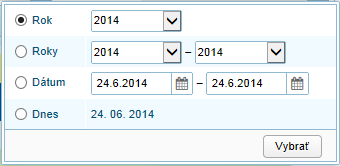 Rok 2014
Roky 2014 – 2014
Dátum 24.6.2014 – 24.6.2014
Dnes 24. 06. 2014
Vybrať